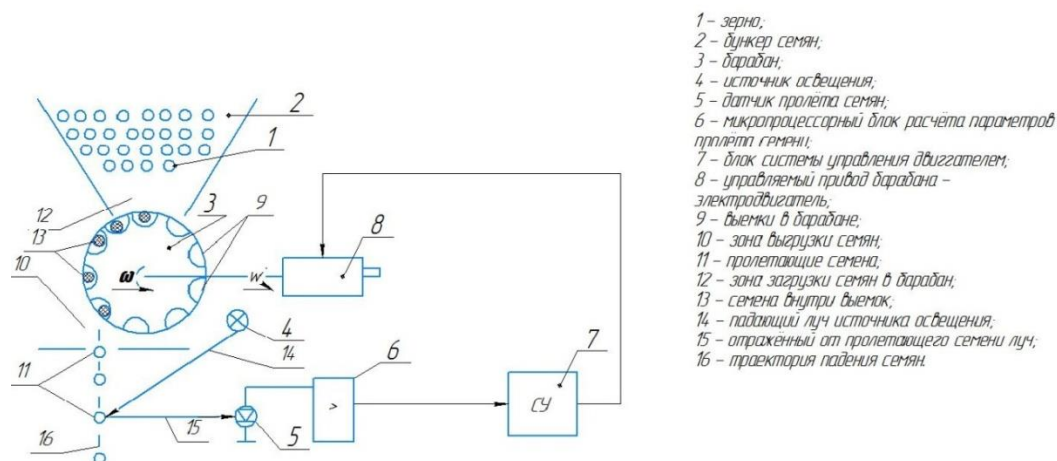 1 – зерно;
2 – бункер семян;
3 – барабан;
4 – источник освещения;
5 – датчик пролёта семян;
6 – микропроцессорный блок расчёта параметров
пролёта семени;
7 – блок системы управления двиггателем;
8 – управляемый привод барабана –
электродвигатель;
9 – выемки в барабане;
10 – зона выгрузки семян;
11 – пролетающие семена;
12 – зона загрузки семян в барабан;
13 – семена внутри выемок;
14 – падающий луч источника освещения;
15 – отражённый от пролетающего семени луч;
16 – траектория падения семян.
2
1
12
3
9
13
8
10
ω
w
4
14
6
7
11
>
СУ
15
5
16